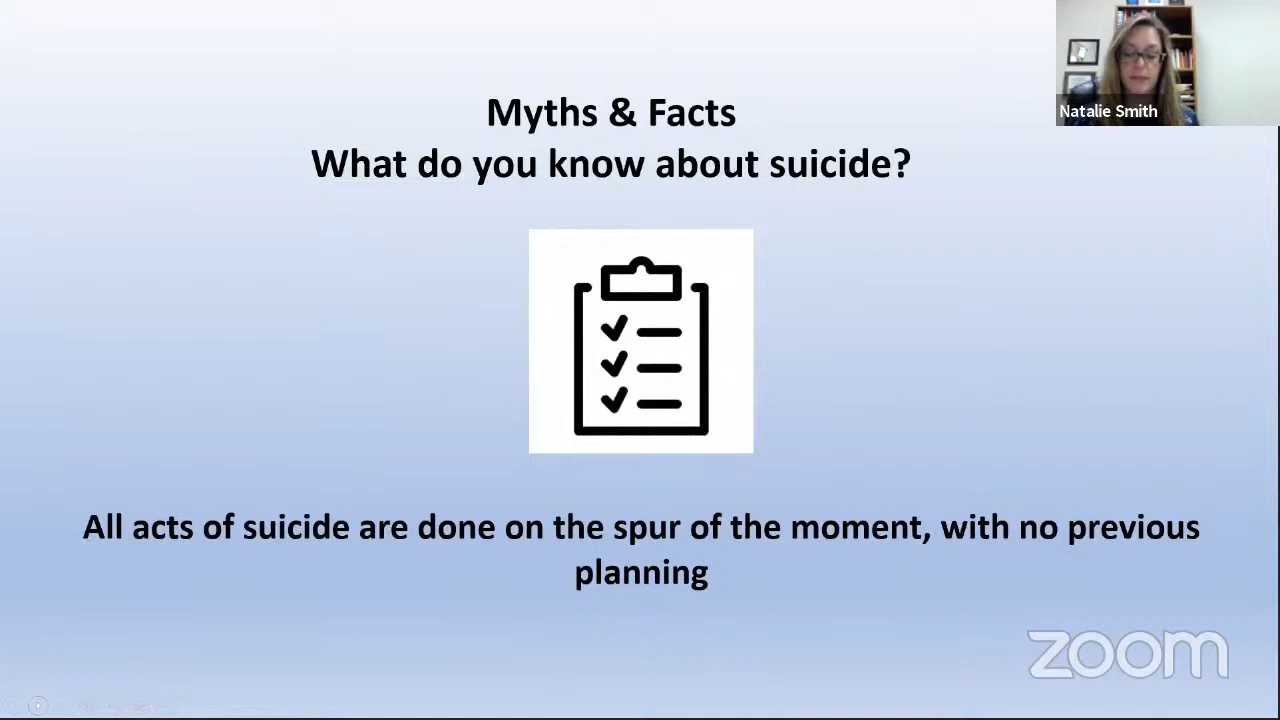 Natalie Smith
Myths & Facts
What do you know about suicide?
All acts of suicide are done on the spur of the moment, with no previous
planning
zoom